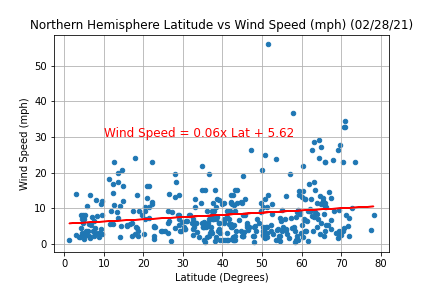 Northern Hemisphere Latitude vs Wind Speed (mph) (02/28/21)
50
40
30
20
10
0
Wind Speed (mph)
Wind Speed = 0.06x Lat + 5.62
0 10 20 30 40 50 60 70 80
Latitude (Degrees)